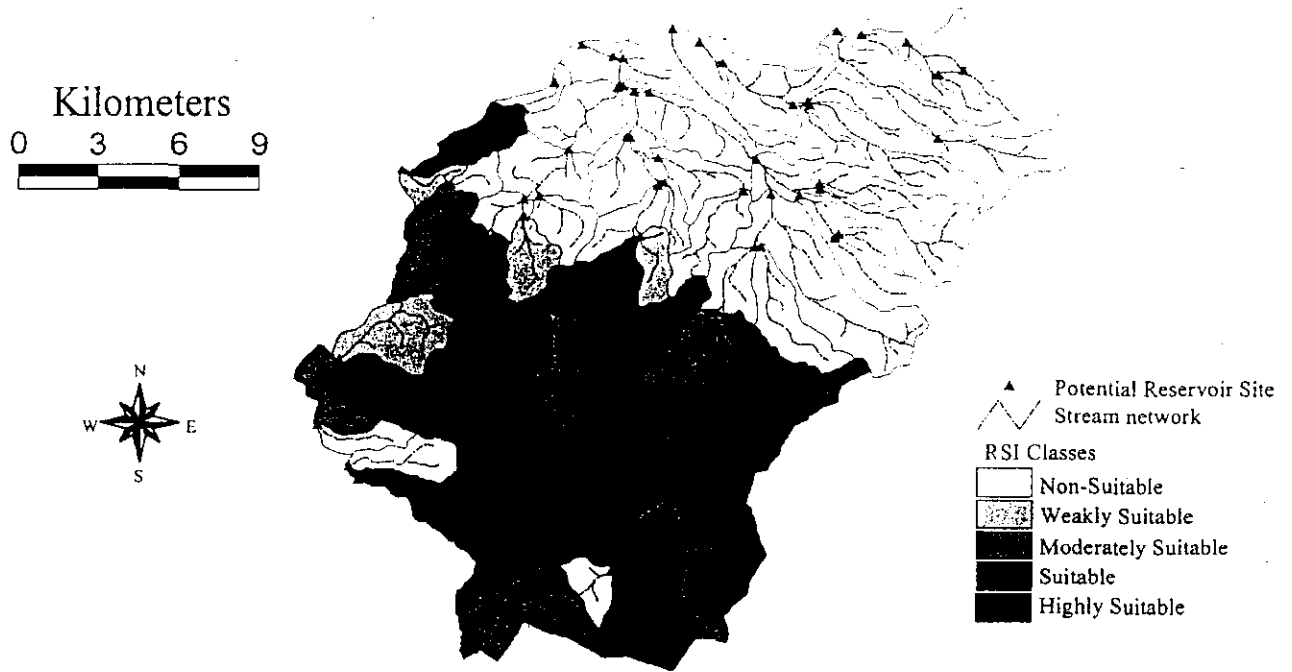 Kilometers
0 3 6 9
N
W E
S
Potential Reservoir Site
Stream network
RSI Classes
Non-Suitable
Weakly Suitable
Moderately Suitable
Suitable
Highly Suitable